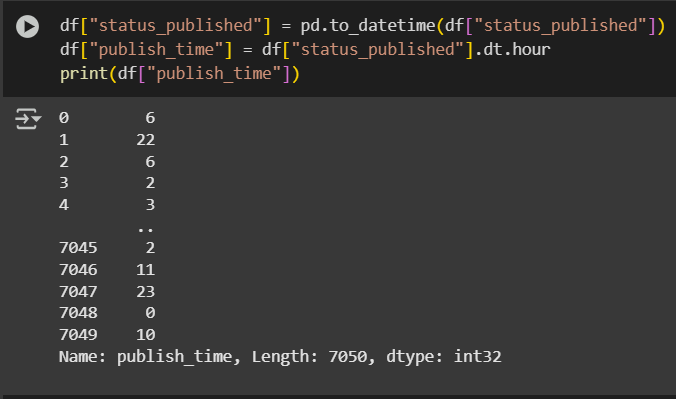 df["status_published"] = pd.to_datetime(df["status_published"])
df["publish_time"] = df["status_published"].dt.hour
print(df["publish_time"])
0        6
1       22
2        6
3        2
4        3
        ..
7045     2
7046    11
7047    23
7048     0
7049    10
Name: publish_time, Length: 7050, dtype: int32